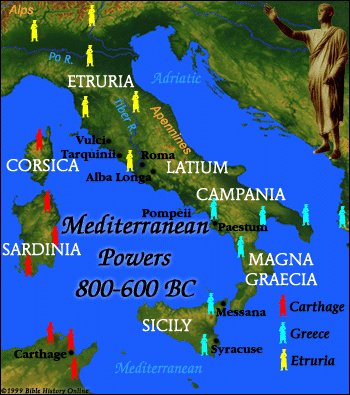 Alps
Po R.
ETRURIA
Adriatic
Tiber R.
Apennines
Vulci
Tarquinii
Roma
CORSICA
LATIUM
Alba Longa
CAMPANIA
Pompeii
Paestum
Mediterranean
Powers
800-600 BC
SARDINIA
MAGNA
GRAECIA
Messana
Carthage
SICILY
Greece
Syracuse
Carthage
Etruria
Mediterranean
©1999 Bible History Online